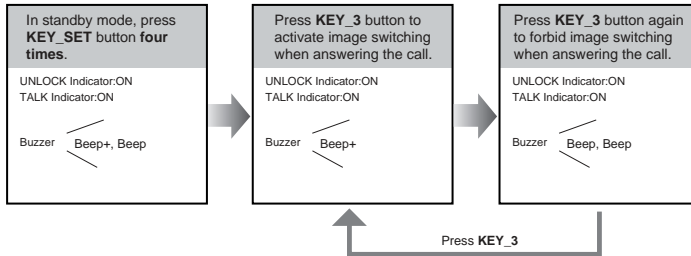 In standby mode, press
KEY_SET button four
times.
UNLOCK Indicator:ON
TALK Indicator:ON
Buzzer Beep+, Beep
Press KEY_3 button to
activate image switching
when answering the call.
UNLOCK Indicator:ON
TALK Indicator:ON
Buzzer Beep+
Press KEY_3 button again
to forbid image switching
when answering the call.
UNLOCK Indicator:ON
TALK Indicator:ON
Buzzer Beep, Beep
Press KEY_3